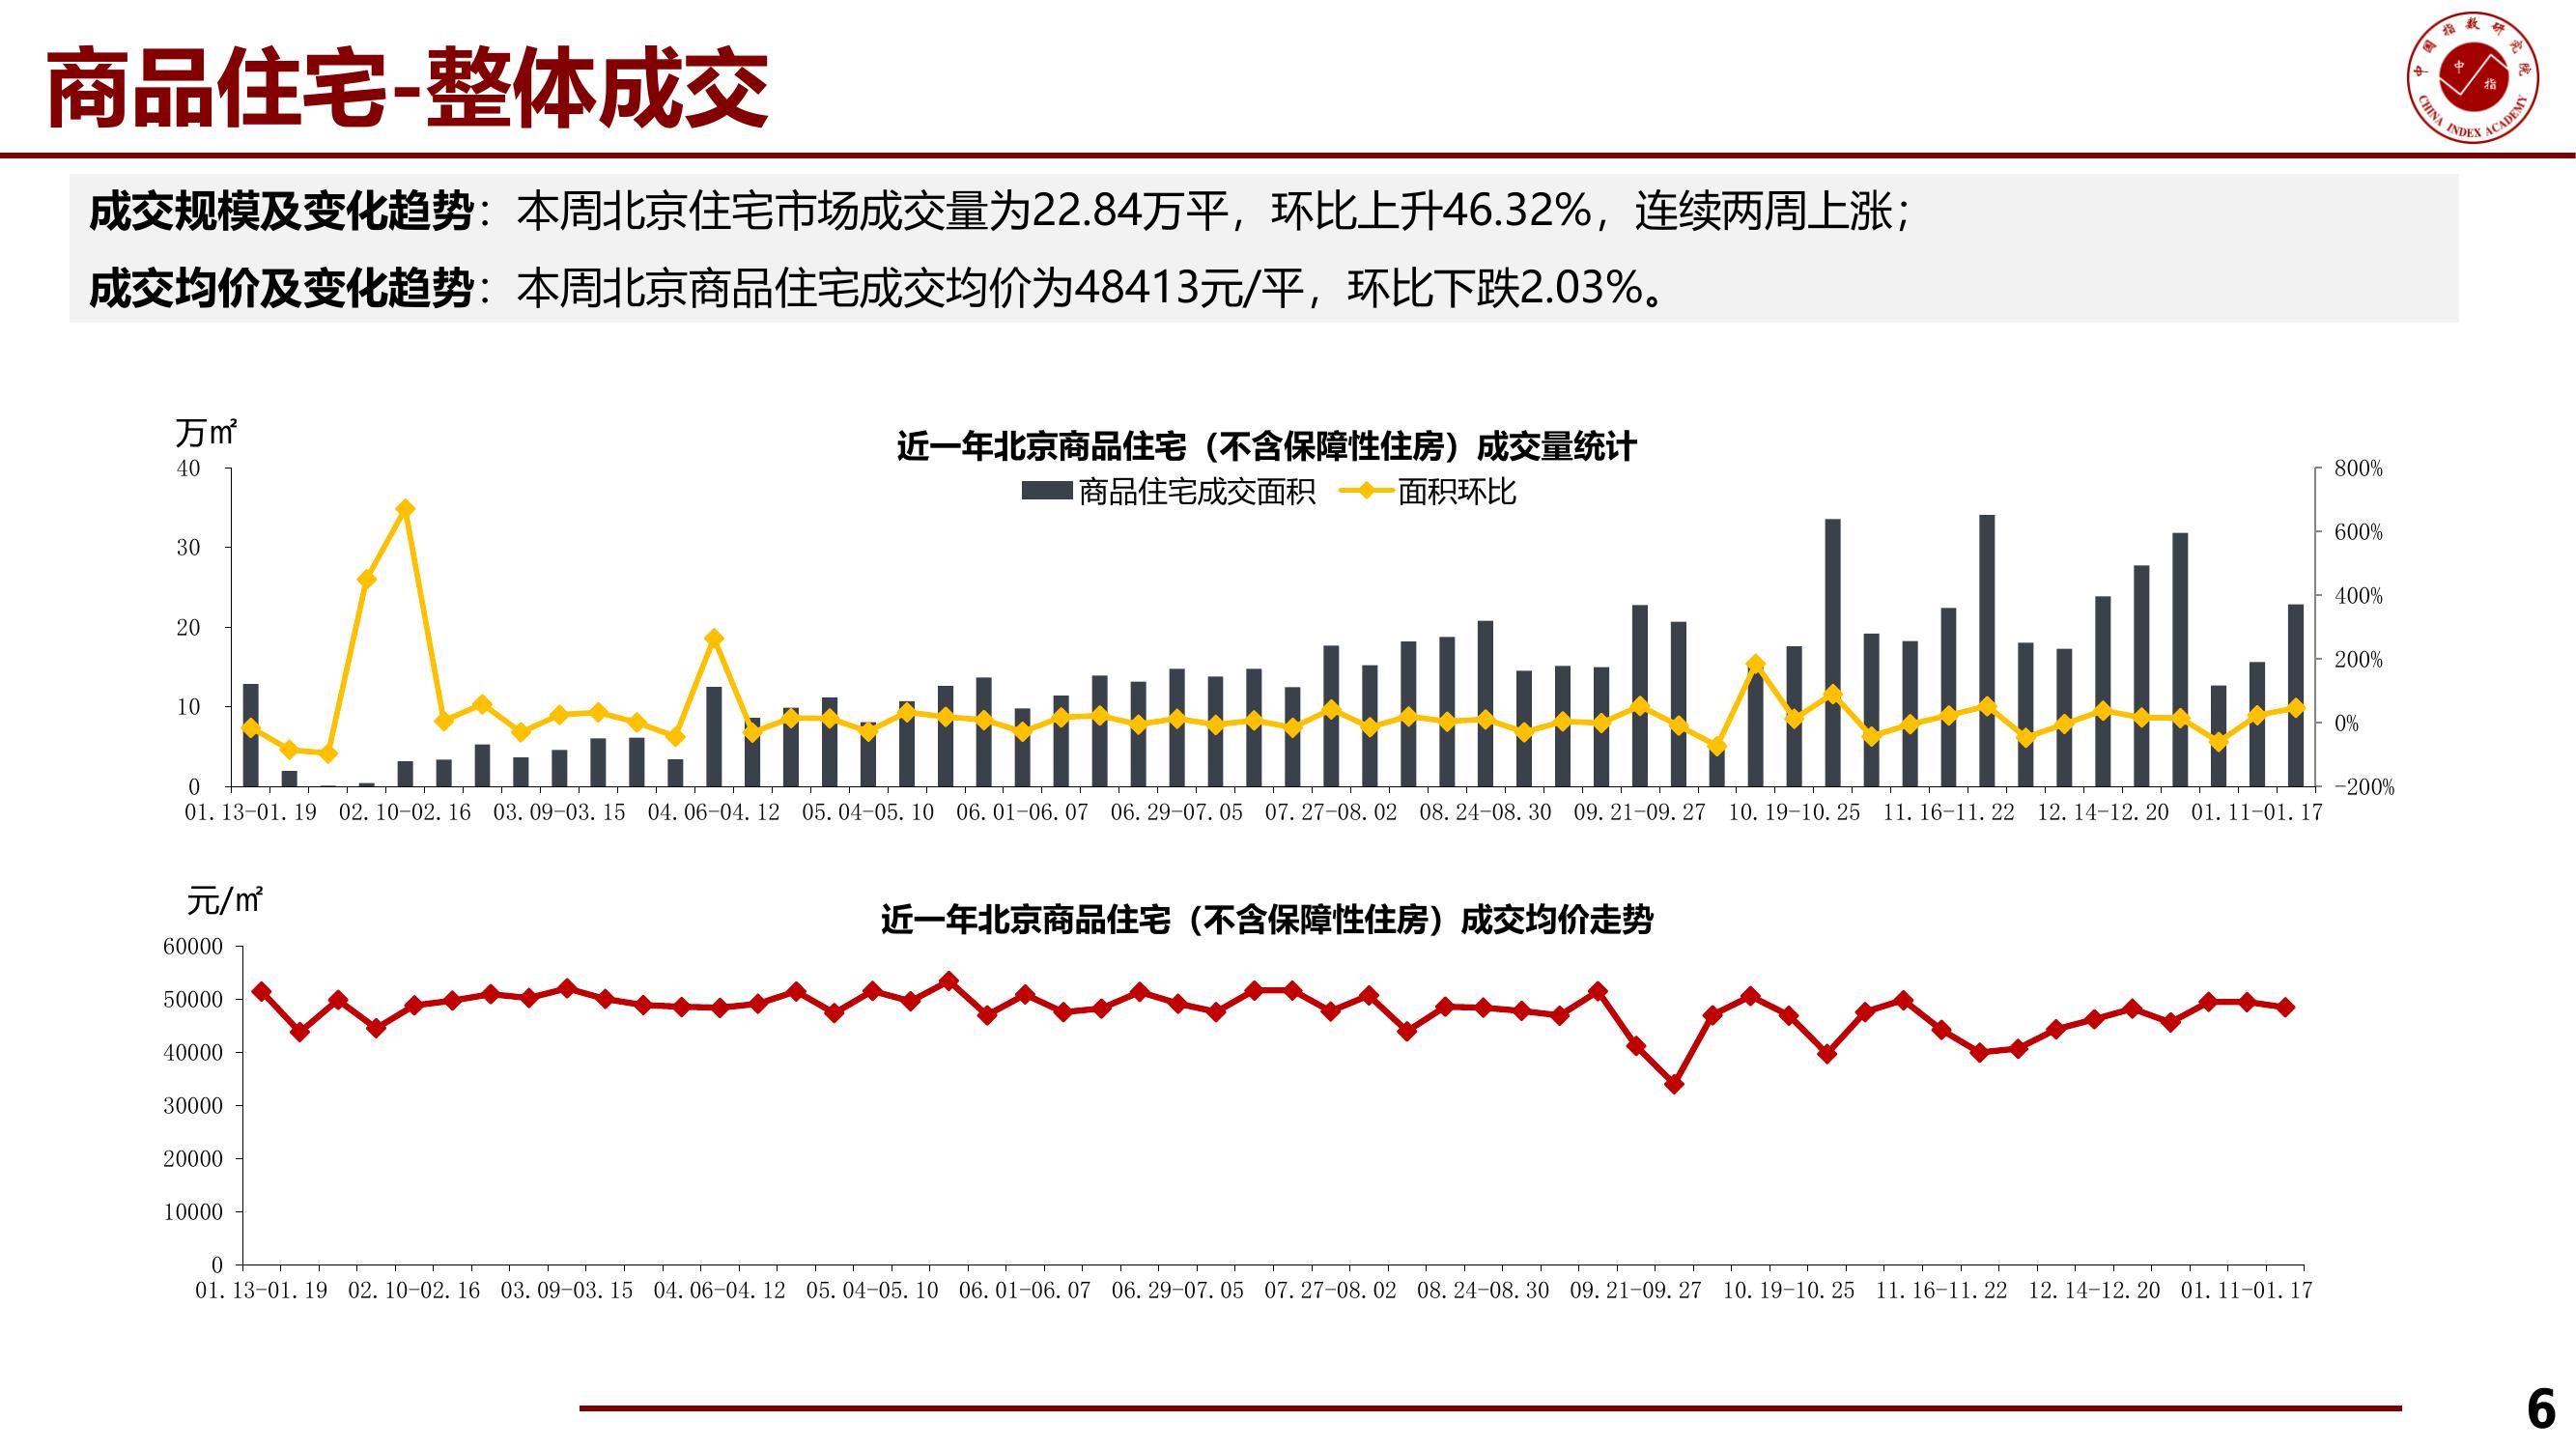 商品住宅-整体成交
中国指数研究院
中指
CHINA INDEX ACADEMY
成交规模及变化趋势：本周北京住宅市场成交量为22.84万平，环比上升46.32%，连续两周上涨；
成交均价及变化趋势：本周北京商品住宅成交均价为48413元/平，环比下跌2.03%。
万㎡
近一年北京商品住宅（不含保障性住房）成交量统计
商品住宅成交面积 面积环比
40
30
20
10
0
800%
600%
400%
200%
0%
-200%
01.13-01.19 02.10-02.16 03.09-03.15 04.06-04.12 05.04-05.10 06.01-06.07 06.29-07.05 07.27-08.02 08.24-08.30 09.21-09.27 10.19-10.25 11.16-11.22 12.14-12.20 01.11-01.17
元/㎡
近一年北京商品住宅（不含保障性住房）成交均价走势
60000
50000
40000
30000
20000
10000
0
01.13-01.19 02.10-02.16 03.09-03.15 04.06-04.12 05.04-05.10 06.01-06.07 06.29-07.05 07.27-08.02 08.24-08.30 09.21-09.27 10.19-10.25 11.16-11.22 12.14-12.20 01.11-01.17
6